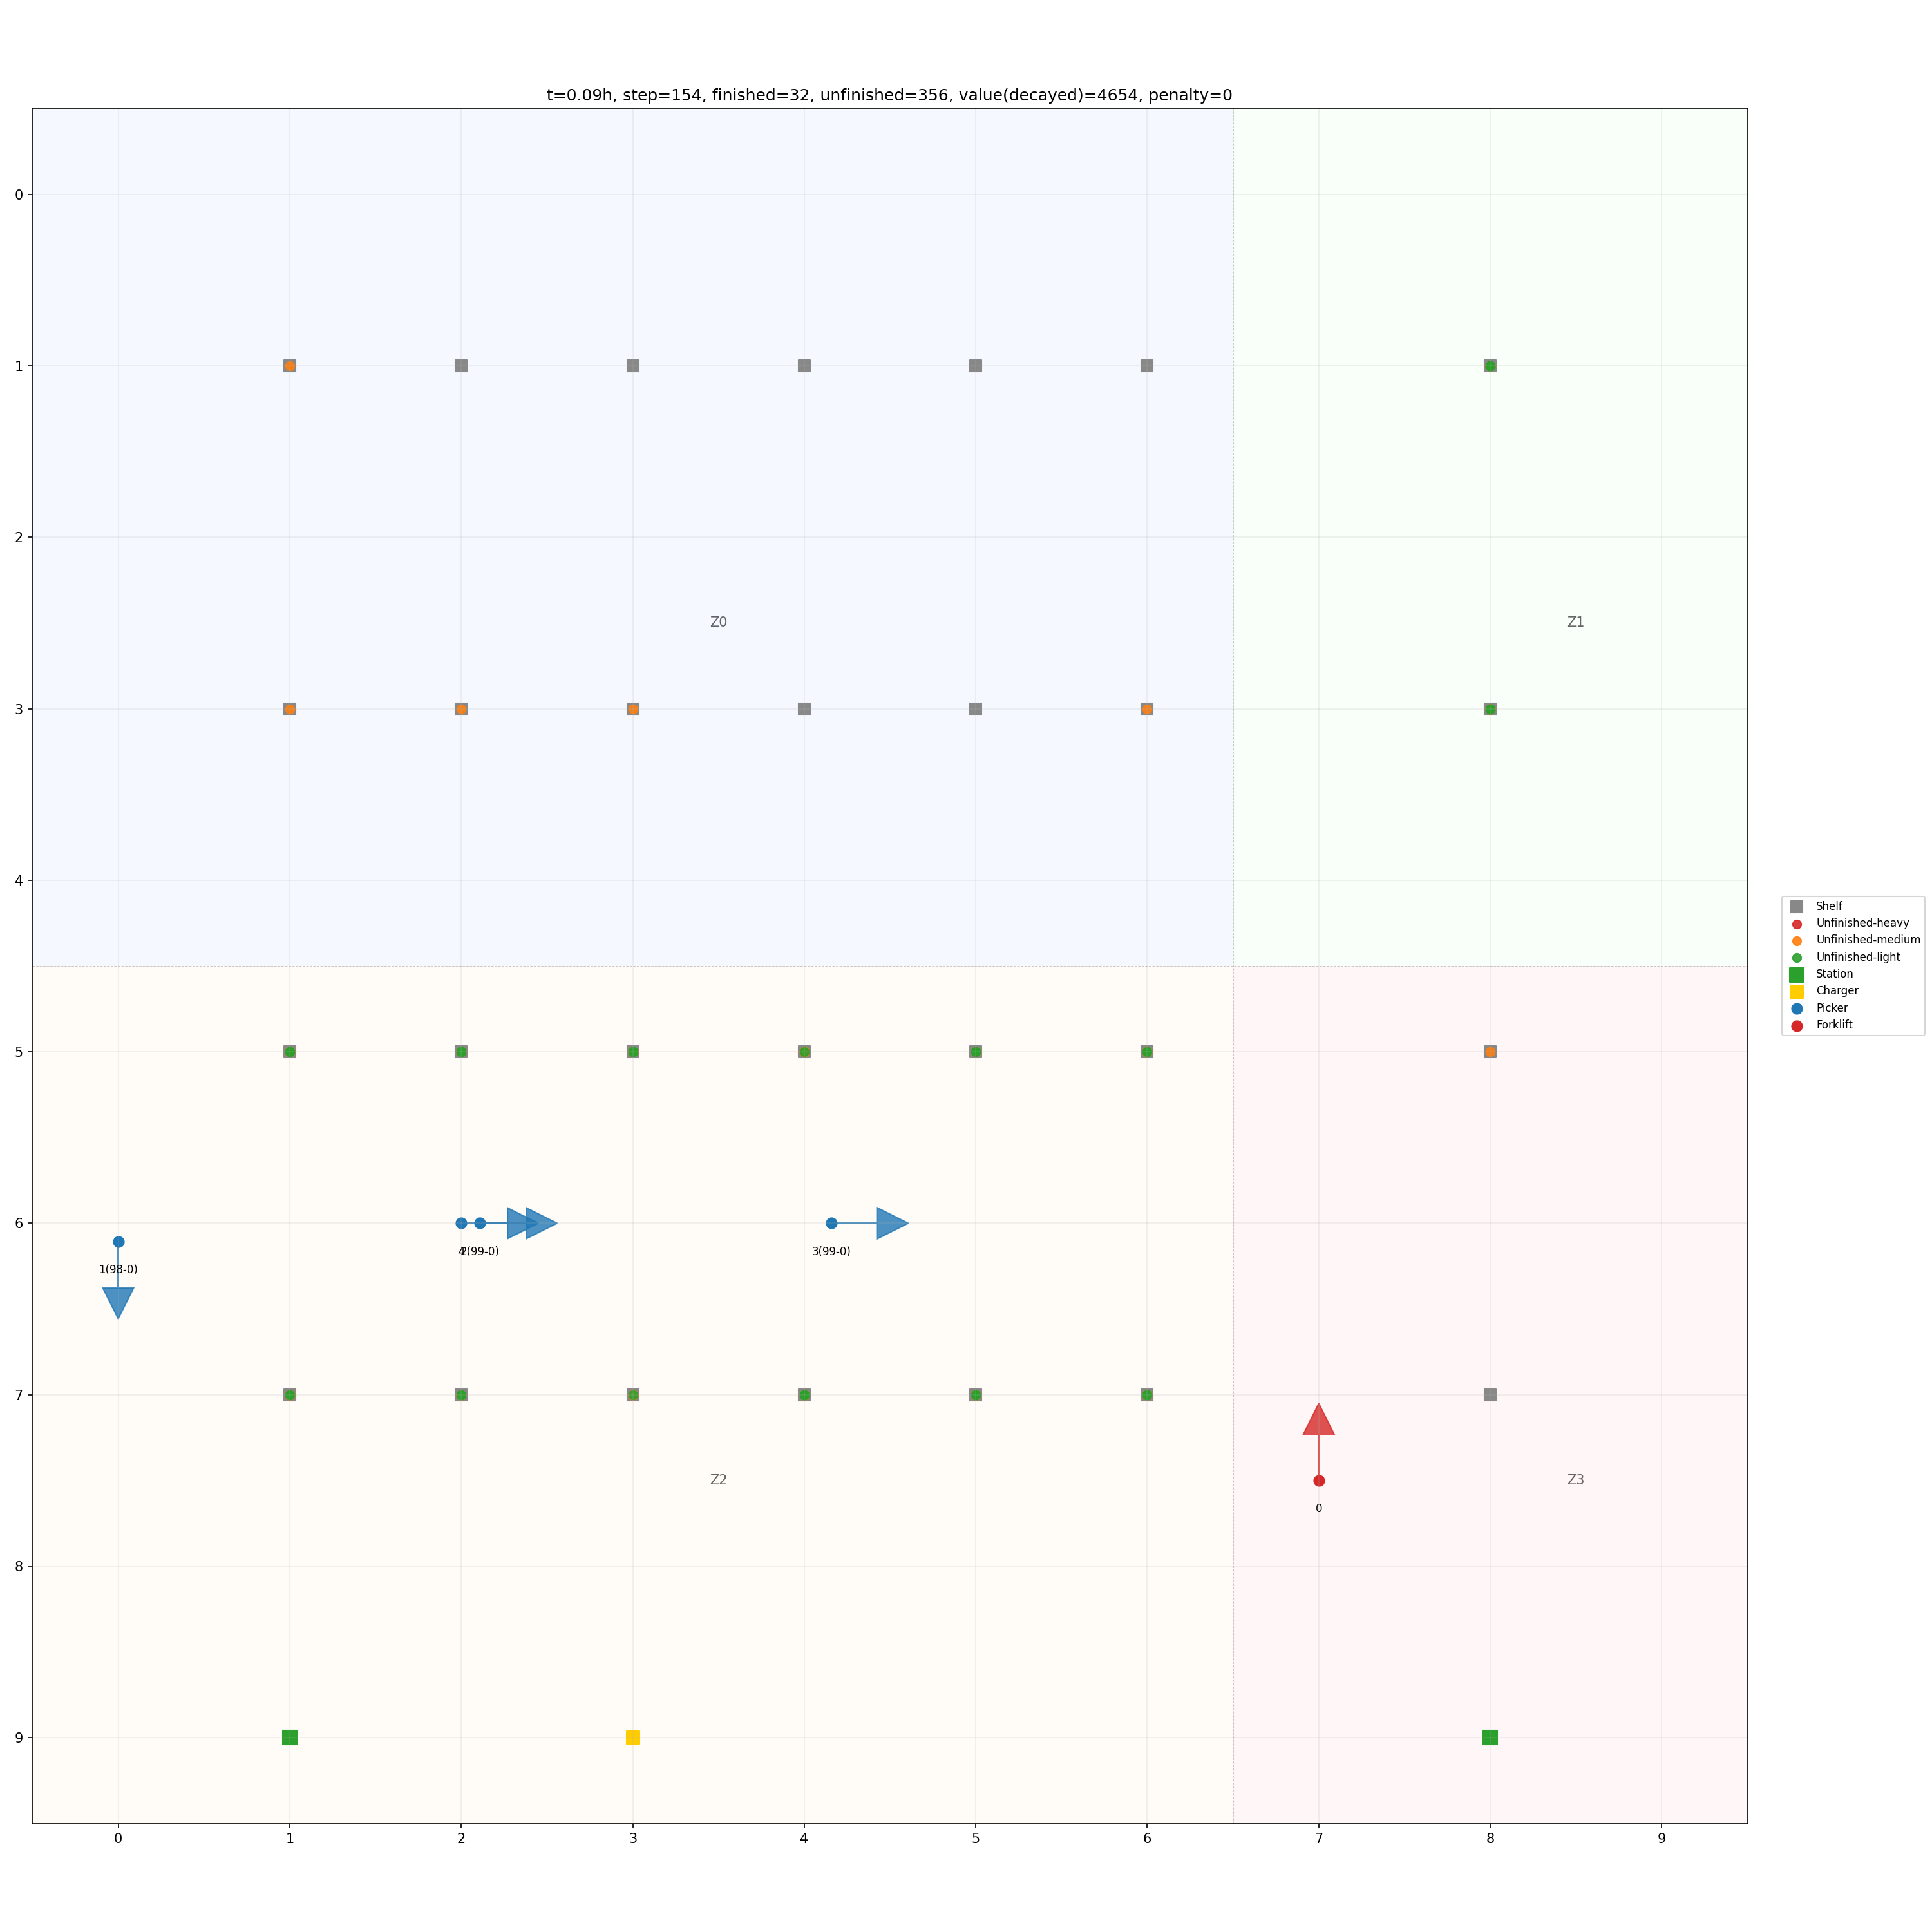 t=0.09h, step=154, finished=32, unfinished=356, value(decayed)=4654, penalty=0
0
1
2
Z0
Z1
3
4
Shelf
Unfinished-heavy
Unfinished-medium
Unfinished-light
Station
Charger
Picker
Forklift
5
6
(99-0)
3(99-0)
1(98-0)
7
Z2
Z3
0
8
9
0 1 2 3 4 5 6 7 8 9